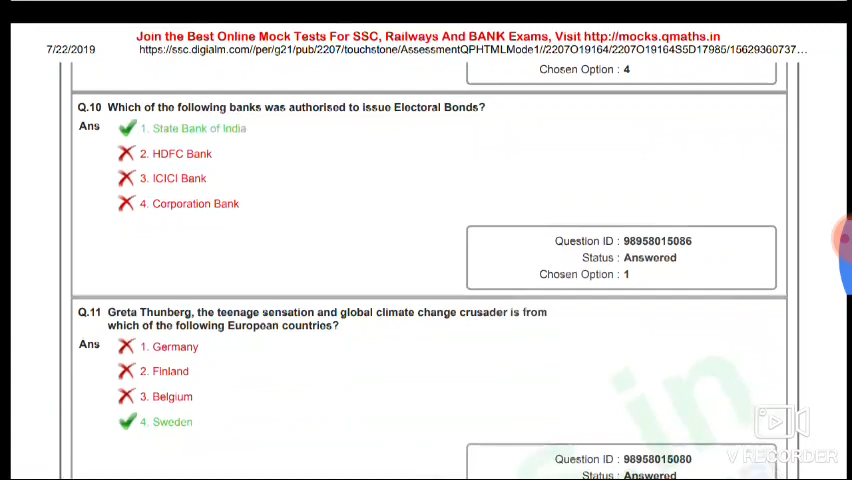 Join the Best Online Mock Tests For SSC, Railways And BANK Exams, Visit http://mocks.qmaths.in
7/22/2019 https://ssc.digialm.com//per/g21/pub/2207/touchstone/AssessmentQPHTMLMode1//2207O19164/2207O19164S5D17985/15629360737...
Chosen Option : 4
Q.10 Which of the following banks was authorised to issue Electoral Bonds?
Ans 1. State Bank of India
2. HDFC Bank
3. ICICI Bank
4. Corporation Bank
Question ID : 98958015086
Status : Answered
Chosen Option : 1
Q.11 Greta Thunberg, the teenage sensation and global climate change crusader is from
which of the following European countries?
Ans 1. Germany
2. Finland
3. Belgium
4. Sweden
Question ID : 98958015080
Status : Answered
in
V RECORDER